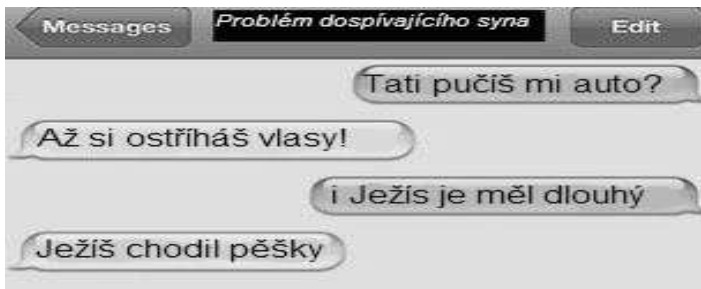 Messages
Problém dospívajícího syna
Edit
Tati pučíš mi auto?
Až si ostříháš vlasy!
i Ježís je měl dlouhý
Ježíš chodil pěšky